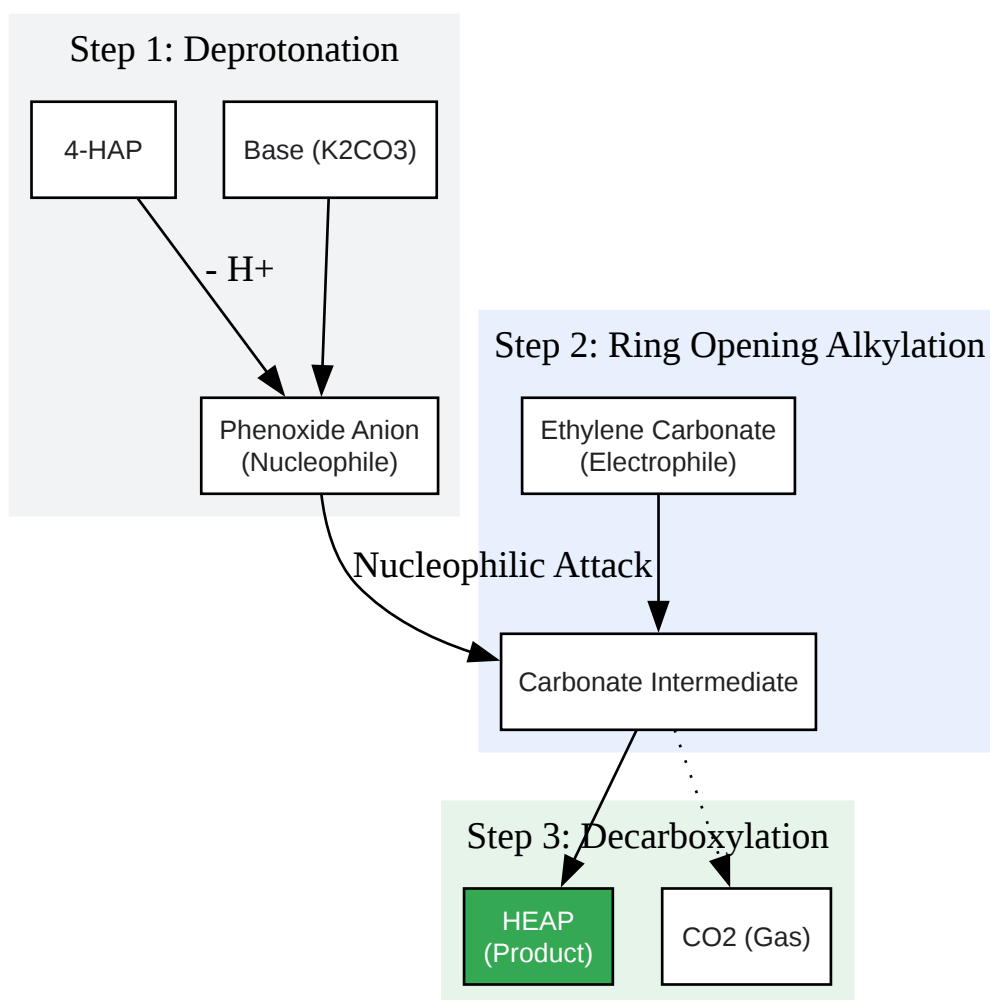 Step 1: Deprotonation
4-HAP
Base (K2CO3)
- H+
Phenoxide Anion
(Nucleophile)
Step 2: Ring Opening Alkylation
Ethylene Carbonate
(Electrophile)
Nucleophilic Attack
Carbonate Intermediate
Step 3: Decarboxylation
HEAP
(Product)
CO2 (Gas)